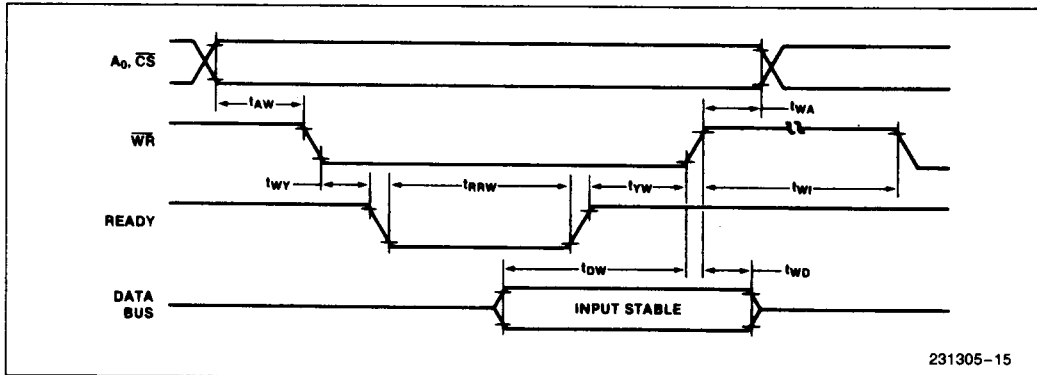 A0, CS
tAW
tWA
WR
tWY
tRRW
tYW
tWI
READY
tDW
tWD
DATA
BUS
INPUT STABLE
231305–15